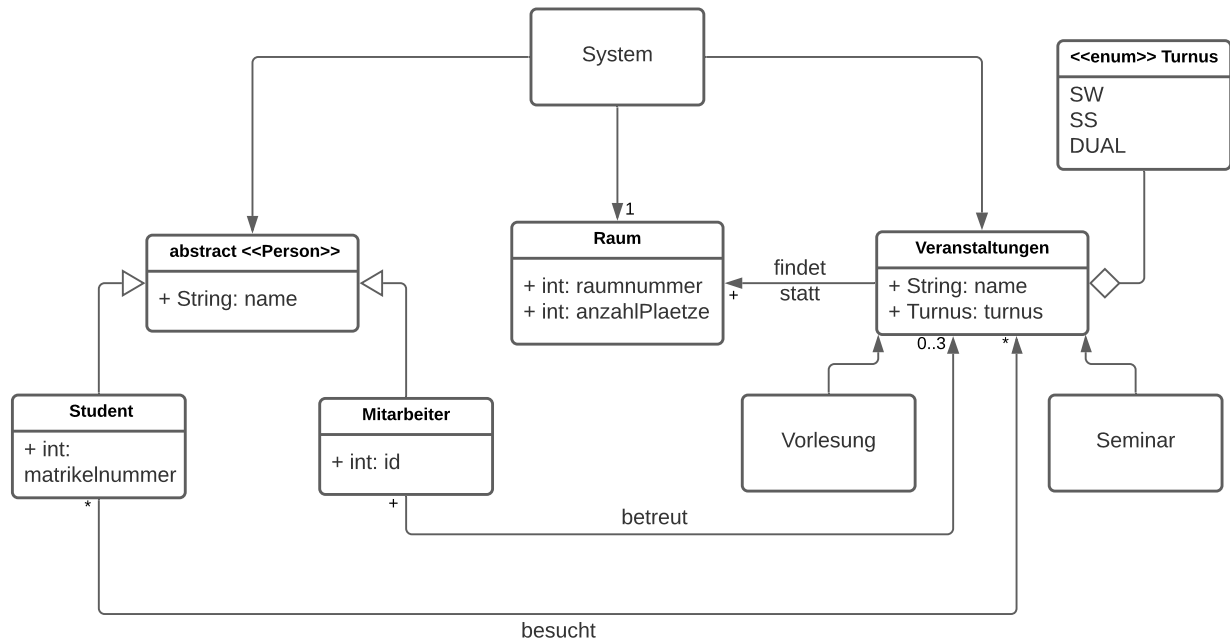 System
<<enum>> Turnus
SW
SS
DUAL
1
abstract <<Person>>
+ String: name
Raum
+ int: raumnummer
+ int: anzahlPlaetze
findet
statt
+
Veranstaltungen
+ String: name
+ Turnus: turnus
0..3
*
Student
+ int:
matrikelnummer
*
Mitarbeiter
+ int: id
+
Vorlesung
Seminar
betreut
besucht